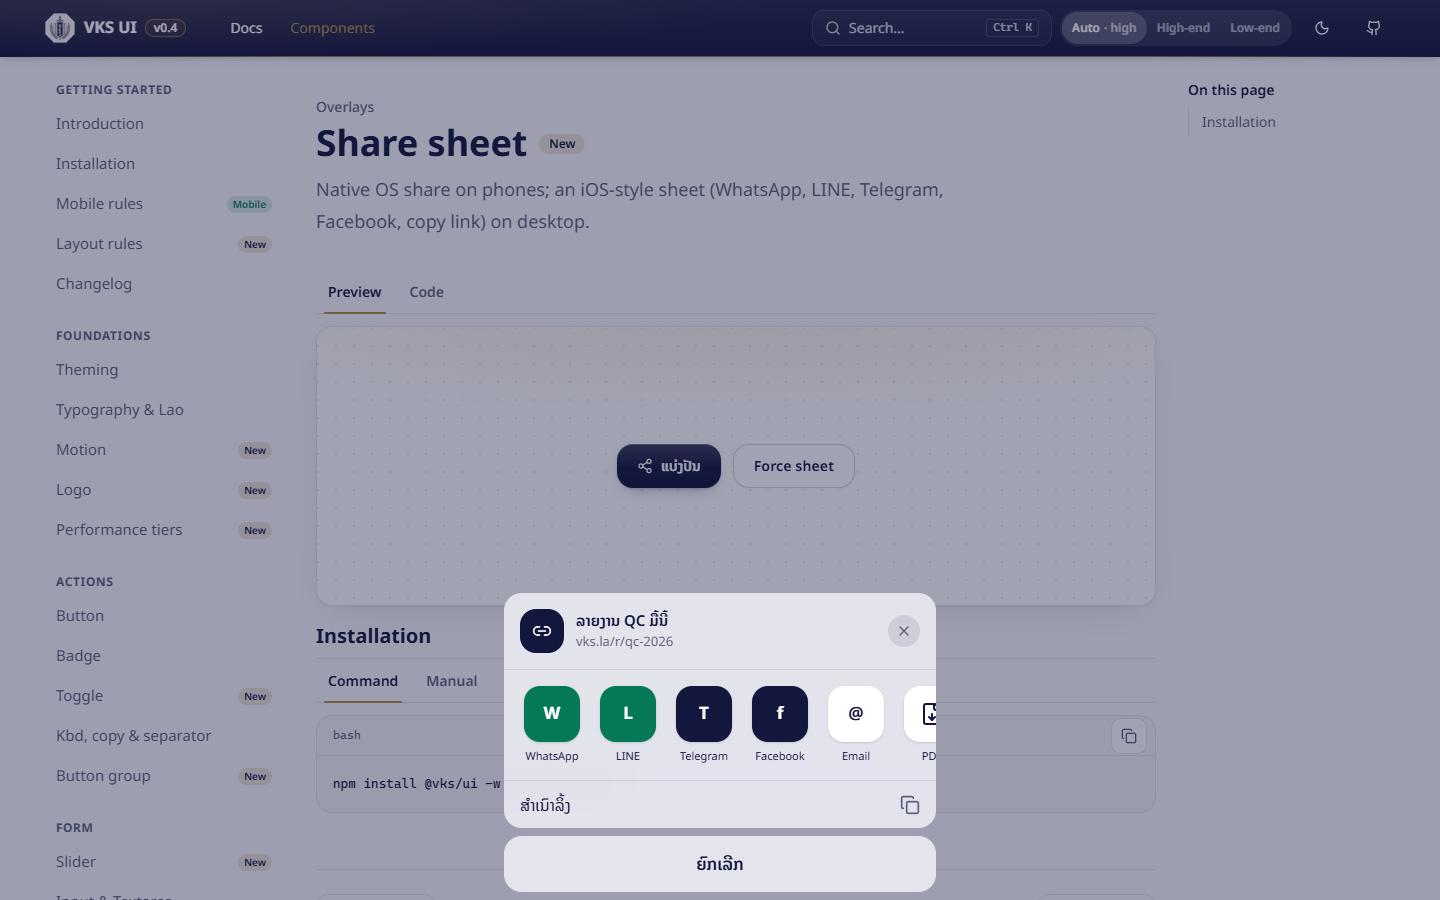 VKS UI
v0.4
Docs
Components
Search...
Ctrl K
Auto · high
High-end
Low-end
GETTING STARTED
Introduction
Installation
Mobile rules
Mobile
Layout rules
New
Changelog
FOUNDATIONS
Theming
Typography & Lao
Motion
New
Logo
New
Performance tiers
New
ACTIONS
Button
Badge
Toggle
New
Kbd, copy & separator
Button group
New
FORM
Slider
New
Overlays
Share sheet
New
Native OS share on phones; an iOS-style sheet (WhatsApp, LINE, Telegram,
Facebook, copy link) on desktop.
Preview
Code
ແບ່ງປັນ
Force sheet
Installation
Command
Manual
bash
npm install @vks/ui -w
ລາຍງານ QC ມື້ນີ້
vks.la/r/qc-2026
W
L
T
f
@
WhatsApp
LINE
Telegram
Facebook
Email
PD
ສຳເນົາລິ້ງ
ຍົກເລີກ
On this page
Installation